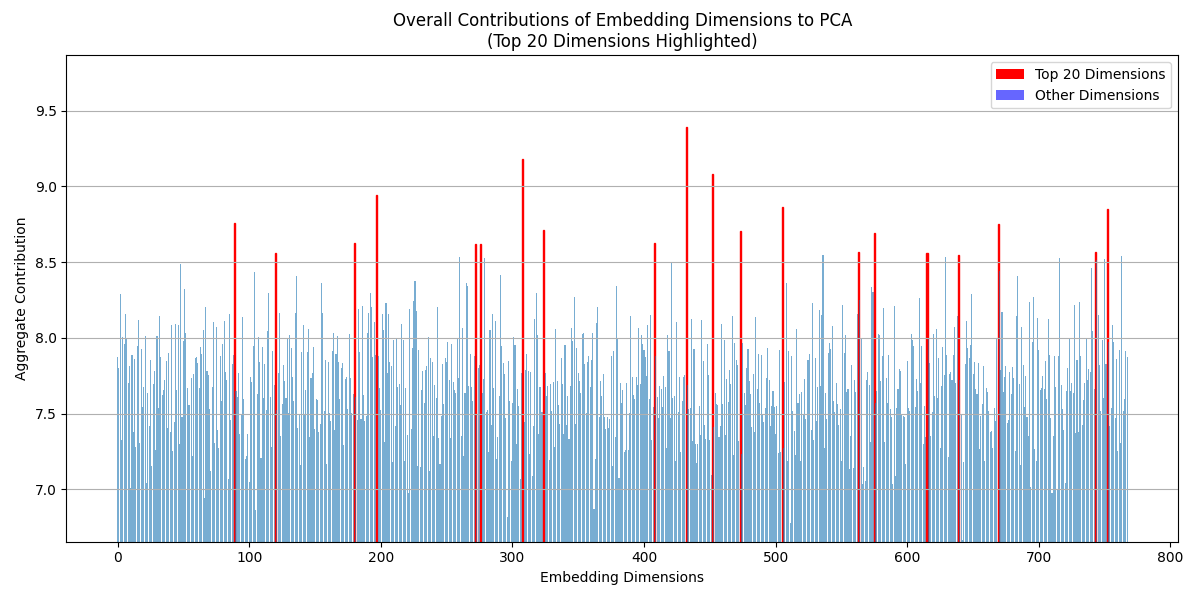 Overall Contributions of Embedding Dimensions to PCA
(Top 20 Dimensions Highlighted)
Top 20 Dimensions
Other Dimensions
Aggregate Contribution
9.5
9.0
8.5
8.0
7.5
7.0
0 100 200 300 400 500 600 700 800
Embedding Dimensions